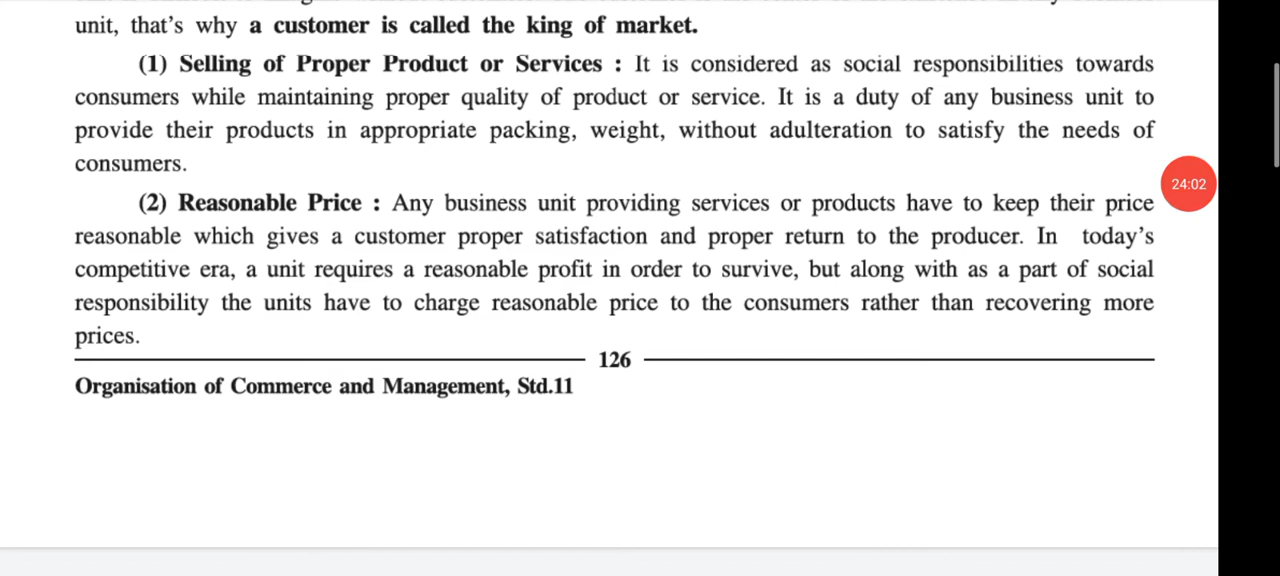 unit, that's why a customer is called the king of market.
(1) Selling of Proper Product or Services : It is considered as social responsibilities towards
consumers while maintaining proper quality of product or service. It is a duty of any business unit to
provide their products in appropriate packing, weight, without adulteration to satisfy the needs of
consumers.
(2) Reasonable Price : Any business unit providing services or products have to keep their price
reasonable which gives a customer proper satisfaction and proper return to the producer. In today's
competitive era, a unit requires a reasonable profit in order to survive, but along with as a part of social
responsibility the units have to charge reasonable price to the consumers rather than recovering more
prices.
126
Organisation of Commerce and Management, Std.11
24:02